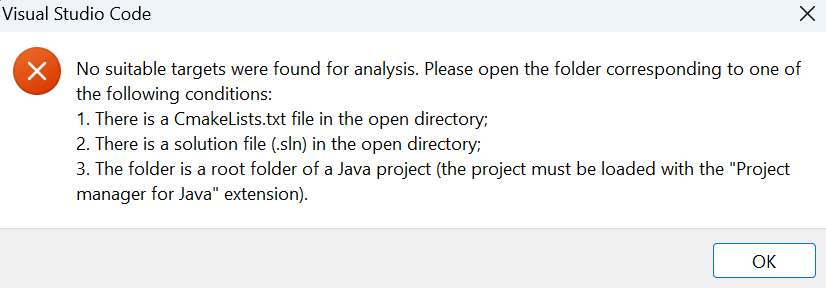 Visual Studio Code
No suitable targets were found for analysis. Please open the folder corresponding to one of
the following conditions:
1. There is a CmakeLists.txt file in the open directory;
2. There is a solution file (.sln) in the open directory;
3. The folder is a root folder of a Java project (the project must be loaded with the "Project
manager for Java" extension).
OK